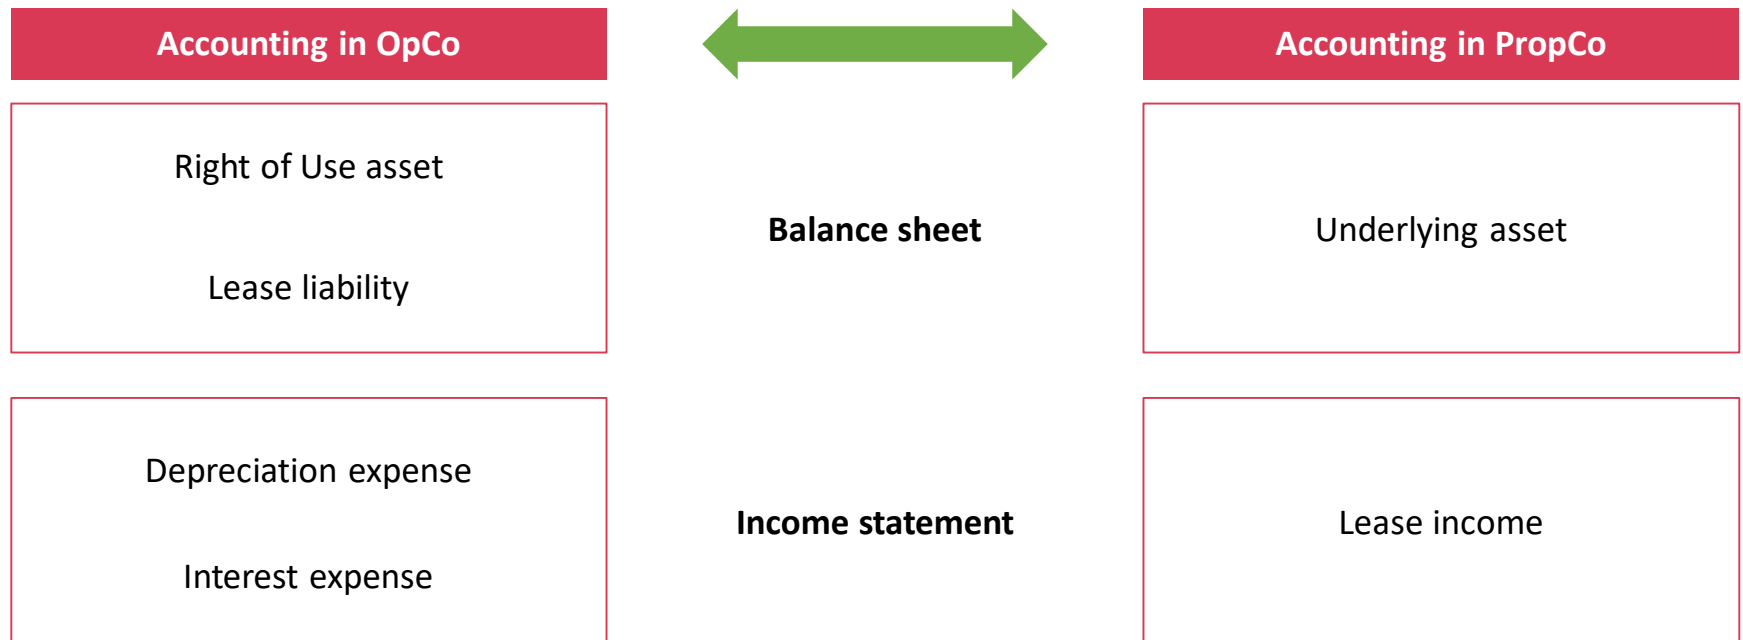 Accounting in OpCo
Accounting in PropCo
Right of Use asset
Lease liability
Balance sheet
Underlying asset
Depreciation expense
Interest expense
Income statement
Lease income